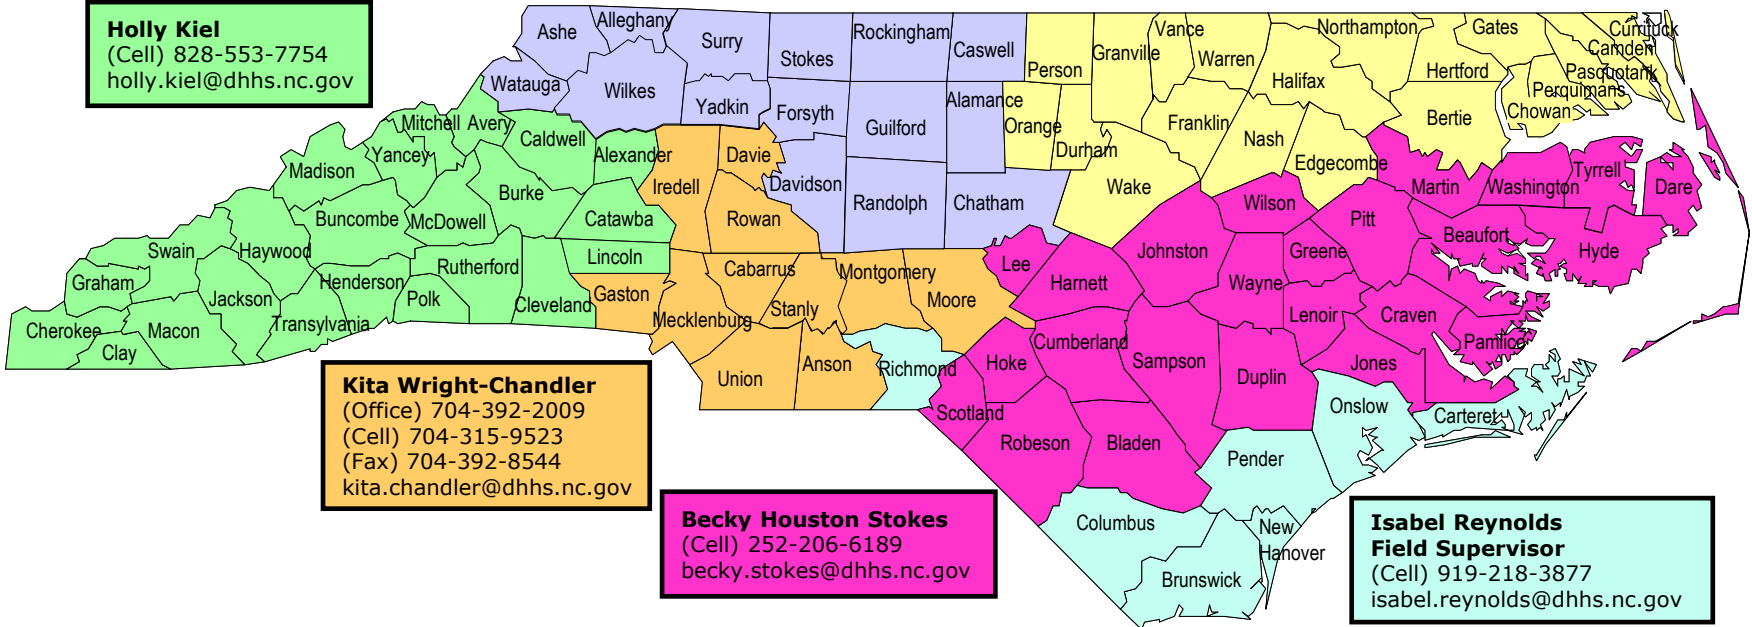 Holly Kiel
(Cell) 828-553-7754
holly.kiel@dhhs.nc.gov
Ashe
Alleghany
Surry
Stokes
Rockingham
Caswell
Person
Granville
Vance
Warren
Northampton
Gates
Currituck
Camden
Pasquotank
Perquimans
Chowan
Hertford
Halifax
Bertie
Watauga
Wilkes
Yadkin
Forsyth
Guilford
Alamance
Orange
Durham
Franklin
Nash
Edgecombe
Wake
Mitchell
Avery
Caldwell
Alexander
Davie
Iredell
Davidson
Randolph
Chatham
Madison
Yancey
Burke
McDowell
Buncombe
Catawba
Rowan
Wilson
Martin
Washington
Tyrrell
Dare
Pitt
Beaufort
Hyde
Greene
Johnston
Wayne
Swain
Haywood
Graham
Jackson
Henderson
Rutherford
Polk
Cleveland
Lincoln
Gaston
Cabarrus
Stanly
Montgomery
Moore
Lee
Harnett
Lenoir
Craven
Pamlico
Jones
Cherokee
Clay
Macon
Transylvania
Mecklenburg
Union
Anson
Richmond
Hoke
Cumberland
Sampson
Duplin
Onslow
Carteret
Scotland
Robeson
Bladen
Pender
Columbus
Brunswick
New
Hanover
Kita Wright-Chandler
(Office) 704-392-2009
(Cell) 704-315-9523
(Fax) 704-392-8544
kita.chandler@dhhs.nc.gov
Becky Houston Stokes
(Cell) 252-206-6189
becky.stokes@dhhs.nc.gov
Isabel Reynolds
Field Supervisor
(Cell) 919-218-3877
isabel.reynolds@dhhs.nc.gov